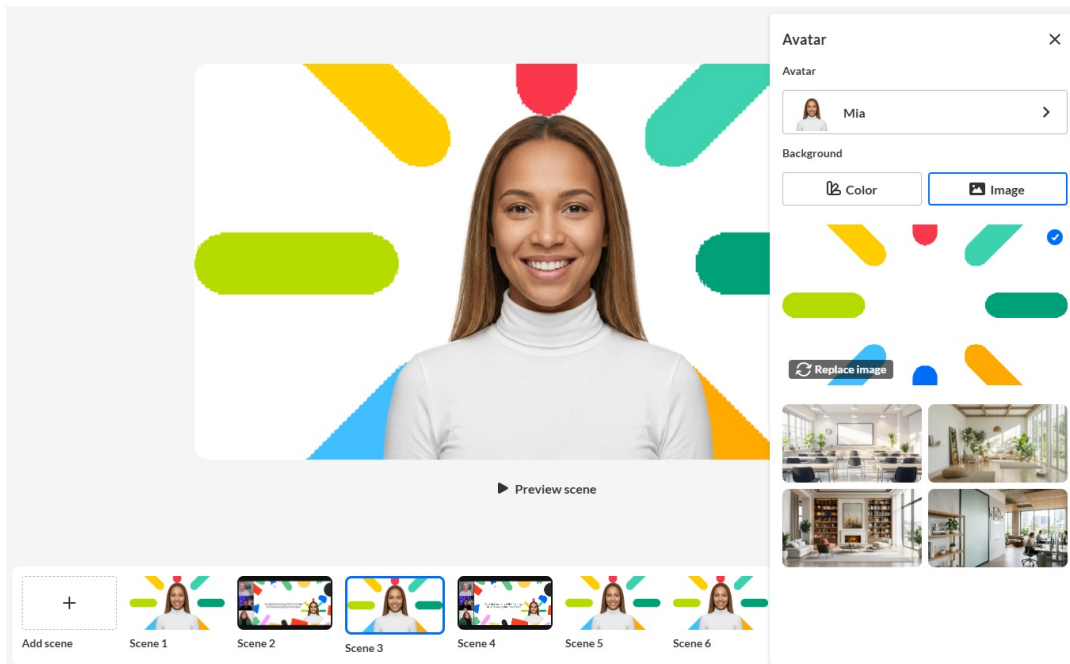 Avatar
Avatar
Mia
Background
Color
Image
Replace image
Preview scene
Add scene
Scene 1
Scene 2
Scene 3
Scene 4
Scene 5
Scene 6